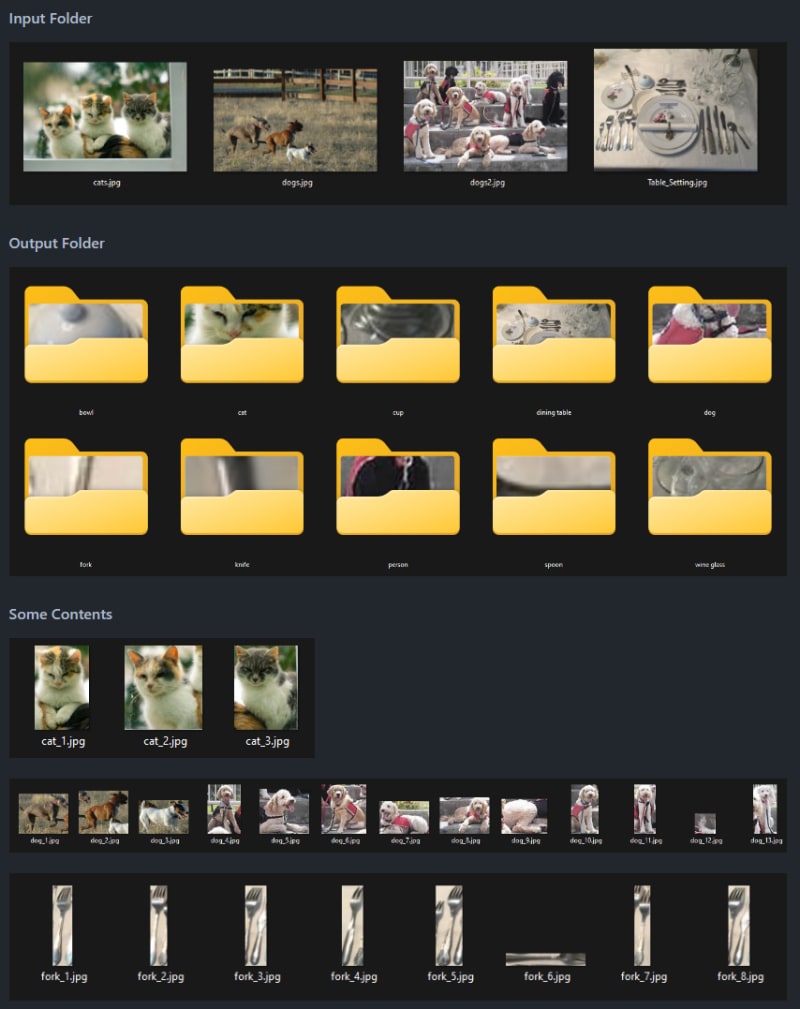 Input Folder
cats.jpg
dogs.jpg
dogs2.jpg
Table_Setting.jpg
Output Folder
bowl
cat
cup
dining table
dog
fork
knife
person
spoon
wine glass
Some Contents
cat_1.jpg
cat_2.jpg
cat_3.jpg
dog_1.jpg
dog_2.jpg
dog_3.jpg
dog_4.jpg
dog_5.jpg
dog_6.jpg
dog_7.jpg
dog_8.jpg
dog_9.jpg
dog_10.jpg
dog_11.jpg
dog_12.jpg
dog_13.jpg
fork_1.jpg
fork_2.jpg
fork_3.jpg
fork_4.jpg
fork_5.jpg
fork_6.jpg
fork_7.jpg
fork_8.jpg